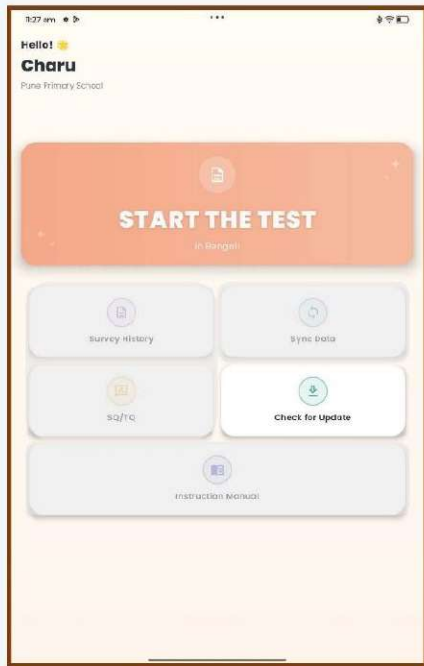 11:27 am
Hello!
Charu
Pune Primary School
START THE TEST
in Bengali
Survey History
Sync Data
SQ/TQ
Check for Update
Instruction Manual